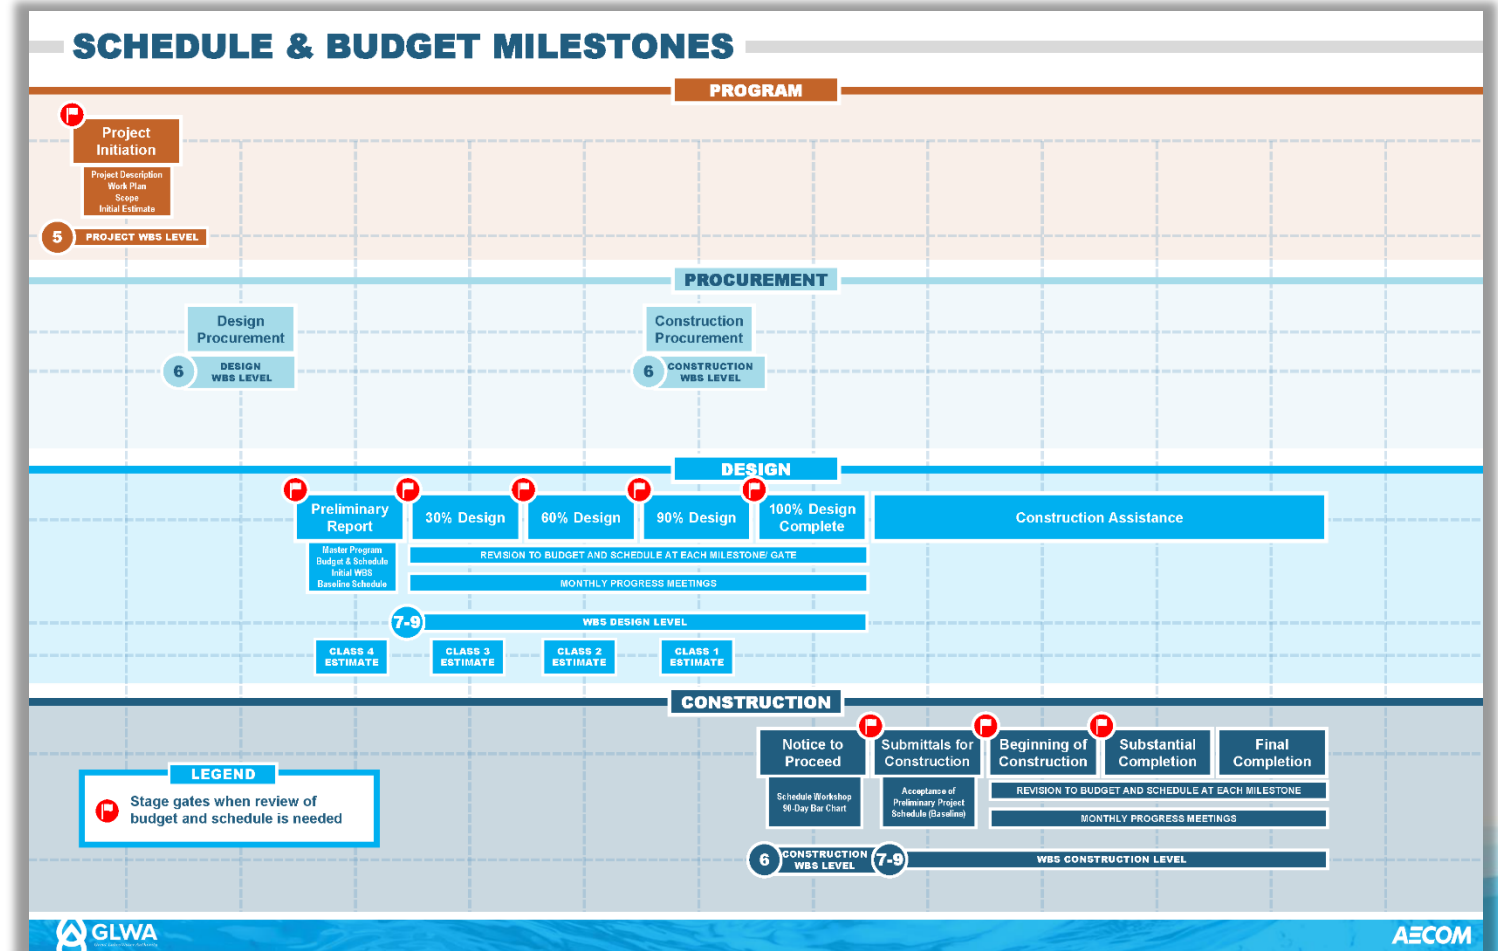 SCHEDULE & BUDGET MILESTONES
PROGRAM
Project
Initiation
Project Description
Work Plan
Scope
Initial Estimate
5 PROJECT WBS LEVEL
PROCUREMENT
Design
Procurement
6 DESIGN
WBS LEVEL
Construction
Procurement
6 CONSTRUCTION
WBS LEVEL
DESIGN
Preliminary
Report
30% Design
60% Design
90% Design
100% Design
Complete
Construction Assistance
Master Program
Budget & Schedule
Initial WBS
Baseline Schedule
REVISION TO BUDGET AND SCHEDULE AT EACH MILESTONE/ GATE
MONTHLY PROGRESS MEETINGS
7-9 WBS DESIGN LEVEL
CLASS 4
ESTIMATE
CLASS 3
ESTIMATE
CLASS 2
ESTIMATE
CLASS 1
ESTIMATE
CONSTRUCTION
Notice to
Proceed
Submittals for
Construction
Beginning of
Construction
Substantial
Completion
Final
Completion
Schedule Workshop
90-Day Bar Chart
Acceptance of
Preliminary Project
Schedule (Baseline)
REVISION TO BUDGET AND SCHEDULE AT EACH MILESTONE
MONTHLY PROGRESS MEETINGS
6 CONSTRUCTION
WBS LEVEL
7-9 WBS CONSTRUCTION LEVEL
LEGEND
Stage gates when review of
budget and schedule is needed
GLWA
AECOM